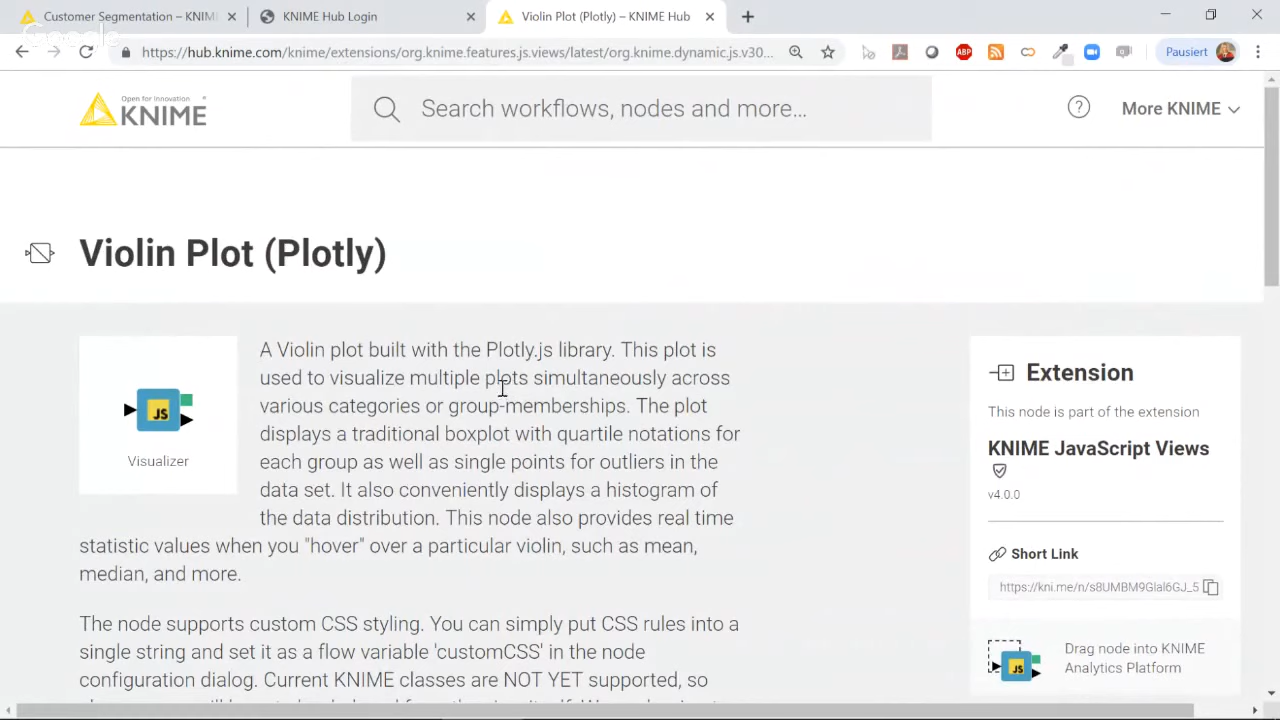 Customer Segmentation – KNIM
KNIME Hub Login
Violin Plot (Plotly) – KNIME Hub
Google
https://hub.knime.com/knime/extensions/org.knime.features.js.views/latest/org.knime.dynamic.js.v30...
ABP
Pausiert
Open for Innovation
KNIME
Search workflows, nodes and more...
?
More KNIME
Violin Plot (Plotly)
JS
Visualizer
A Violin plot built with the Plotly.js library. This plot is
used to visualize multiple plots simultaneously across
various categories or group-memberships. The plot
displays a traditional boxplot with quartile notations for
each group as well as single points for outliers in the
data set. It also conveniently displays a histogram of
the data distribution. This node also provides real time
statistic values when you "hover" over a particular violin, such as mean,
median, and more.
The node supports custom CSS styling. You can simply put CSS rules into a
single string and set it as a flow variable 'customCSS' in the node
configuration dialog. Current KNIME classes are NOT YET supported, so
Extension
This node is part of the extension
KNIME JavaScript Views
v4.0.0
Short Link
https://kni.me/n/s8UMBM9Glal6GJ_5
JS
Drag node into KNIME
Analytics Platform